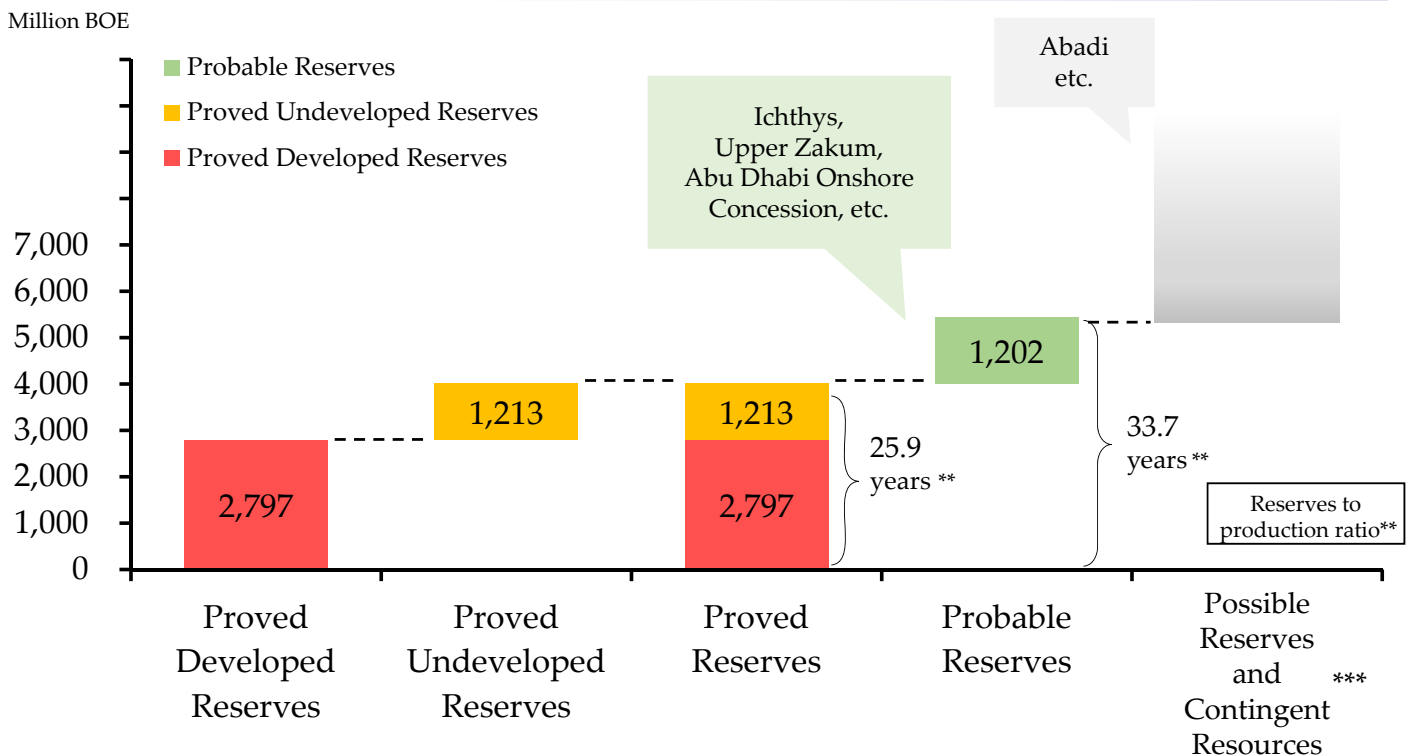 Million BOE
Probable Reserves
Proved Undeveloped Reserves
Proved Developed Reserves
Ichthys,
Upper Zakum,
Abu Dhabi Onshore
Concession, etc.
Abadi
etc.
7,000
6,000
5,000
4,000
3,000
2,000
1,000
0
2,797
1,213
1,213
2,797
25.9
years **
1,202
33.7
years **
Reserves to
production ratio**
Proved
Developed
Reserves
Proved
Undeveloped
Reserves
Proved
Reserves
Probable
Reserves
Possible
Reserves
and ***
Contingent
Resources